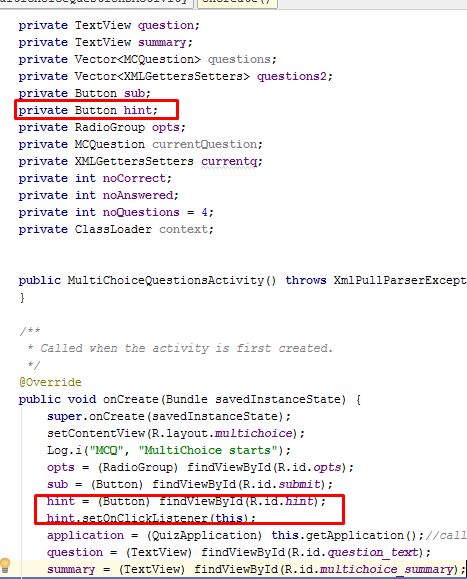 private TextView question;
private TextView summary;
private Vector<MCQuestion> questions;
private Vector<XMLGettersSetters> questions2;
private Button sub;
private Button hint;
private RadioGroup opts;
private MCQuestion currentQuestion;
private XMLGettersSetters currentq;
private int noCorrect;
private int noAnswered;
private int noQuestions = 4;
private ClassLoader context;
public MultiChoiceQuestionsActivity() throws XmlPullParserExcept
}
/**
* Called when the activity is first created.
*/
@Override
public void onCreate(Bundle savedInstanceState) {
super.onCreate(savedInstanceState);
setContentView(R.layout.multichoice);
Log.i("MCQ", "MultiChoice starts");
opts = (RadioGroup) findViewById(R.id.opts);
sub = (Button) findViewById(R.id.submit);
hint = (Button) findViewById(R.id.hint);
hint.setOnClickListener(this);
application = (QuizApplication) this.getApplication();//call
question = (TextView) findViewById(R.id.question_text);
summary = (TextView) findViewById(R.id.multichoice_summary);